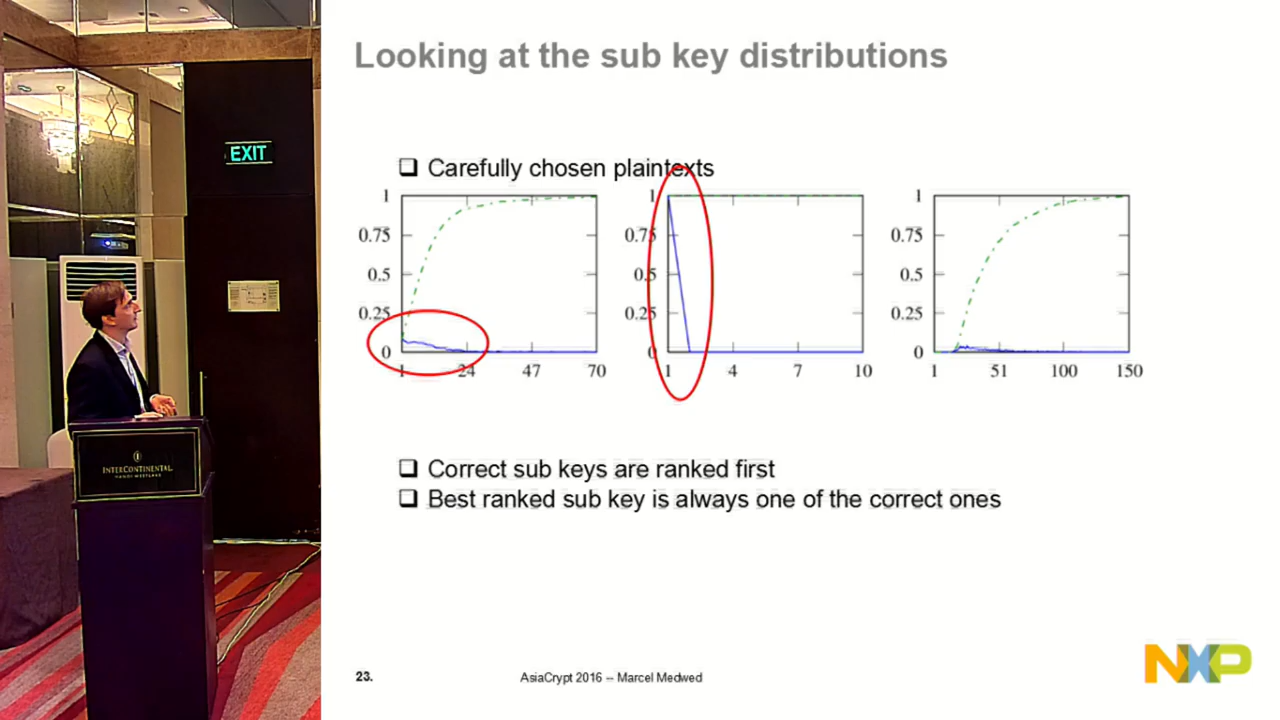 Looking at the sub key distributions
EXIT
❑ Carefully chosen plaintexts
1 1 1
0.75 0.75 0.75
0.5 0.5 0.5
0.25 0.25 0.25
0 0 0
1 24 47 70 1 4 7 10 1 51 100 150
INTERCONTINENTAL
HANOI WESTLAKE
❑ Correct sub keys are ranked first
❑ Best ranked sub key is always one of the correct ones
23. AsiaCrypt 2016 – Marcel Medwed
NXP